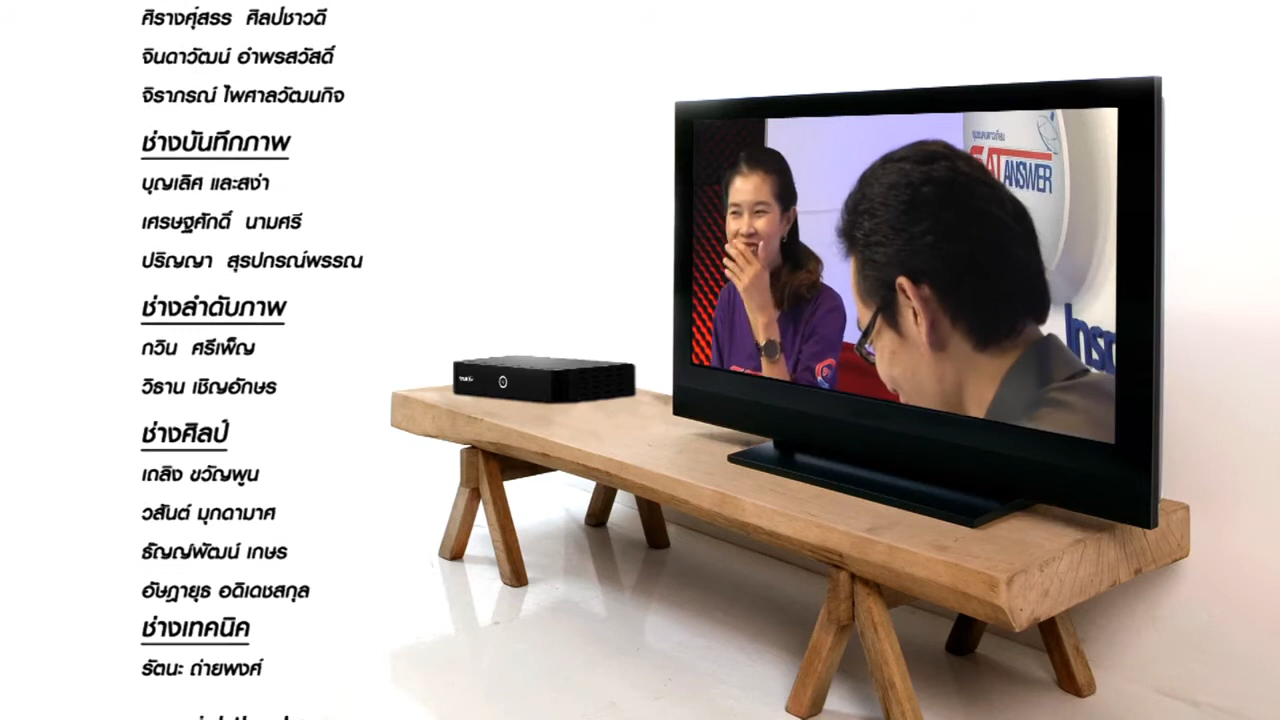 ศิรางศุ์สรร ศิลปชาวดี
จินดาวัฒน์ อำพรสวัสดิ์
จิราภรณ์ ไพศาลวัฒนกิจ
ช่างบันทึกภาพ
บุญเลิศ และสง่า
เศรษฐศักดิ์ นามศรี
ปริญญา สุรปกรณ์พรรณ
ช่างลำดับภาพ
กวิน ศรีเพ็ญ
วิธาน เชิญอักษร
ช่างศิลป์
เถลิง ขวัญพูน
วสันต์ มุกดามาศ
ธัญญ์พัฒน์ เกษร
อัษฎายุธ อดิเดชสกุล
ช่างเทคนิค
รัตนะ ถ่ายพงศ์
ANSWER